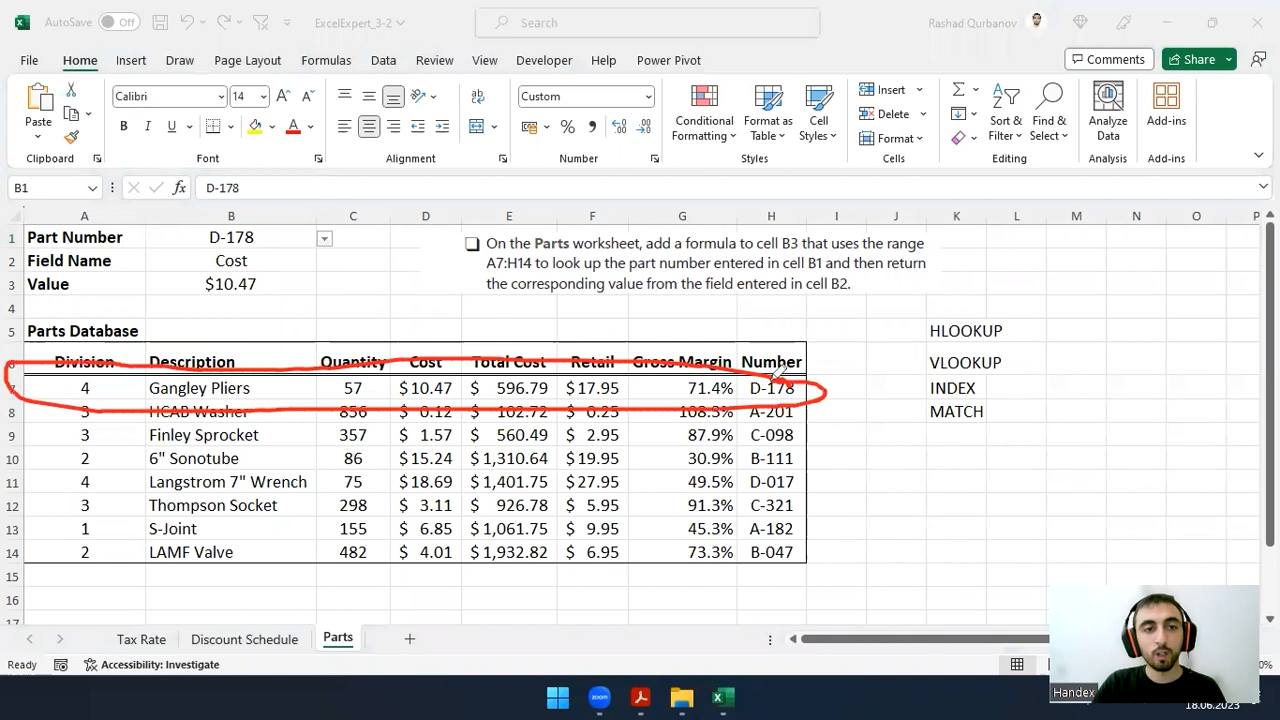 AutoSave Off ExcelExpert_3-2 Search Rashad Qurbanov
File Home Insert Draw Page Layout Formulas Data Review View Developer Help Power Pivot Comments Share
Paste Calibri 14 Custom Conditional Formatting Format as Table Cell Styles Insert Delete Format Sort & Filter Find & Select Analyze Data Add-ins
Clipboard Font Alignment Number Styles Cells Editing Analysis Add-ins
B1 fx D-178
A B C D E F G H I J K L M N O P
1 Part Number D-178
2 Field Name Cost
3 Value $10.47
On the Parts worksheet, add a formula to cell B3 that uses the range
A7:H14 to look up the part number entered in cell B1 and then return
the corresponding value from the field entered in cell B2.
4
5 Parts Database HLOOKUP
Division Description Quantity Cost Total Cost Retail Gross Margin Number VLOOKUP
7 4 Gangley Pliers 57 $10.47 $ 596.79 $17.95 71.4% D-178 INDEX
8 3 HCAB Washer 856 $ 0.12 $ 102.72 $ 0.25 108.3% A-201 MATCH
9 3 Finley Sprocket 357 $ 1.57 $ 560.49 $ 2.95 87.9% C-098
10 2 6" Sonotube 86 $15.24 $ 1,310.64 $19.95 30.9% B-111
11 4 Langstrom 7" Wrench 75 $18.69 $ 1,401.75 $27.95 49.5% D-017
12 3 Thompson Socket 298 $ 3.11 $ 926.78 $ 5.95 91.3% C-321
13 1 S-Joint 155 $ 6.85 $ 1,061.75 $ 9.95 45.3% A-182
14 2 LAMF Valve 482 $ 4.01 $ 1,932.82 $ 6.95 73.3% B-047
15
16
17
Tax Rate Discount Schedule Parts
Ready Accessibility: Investigate
Handex
zoom
18.06.2023